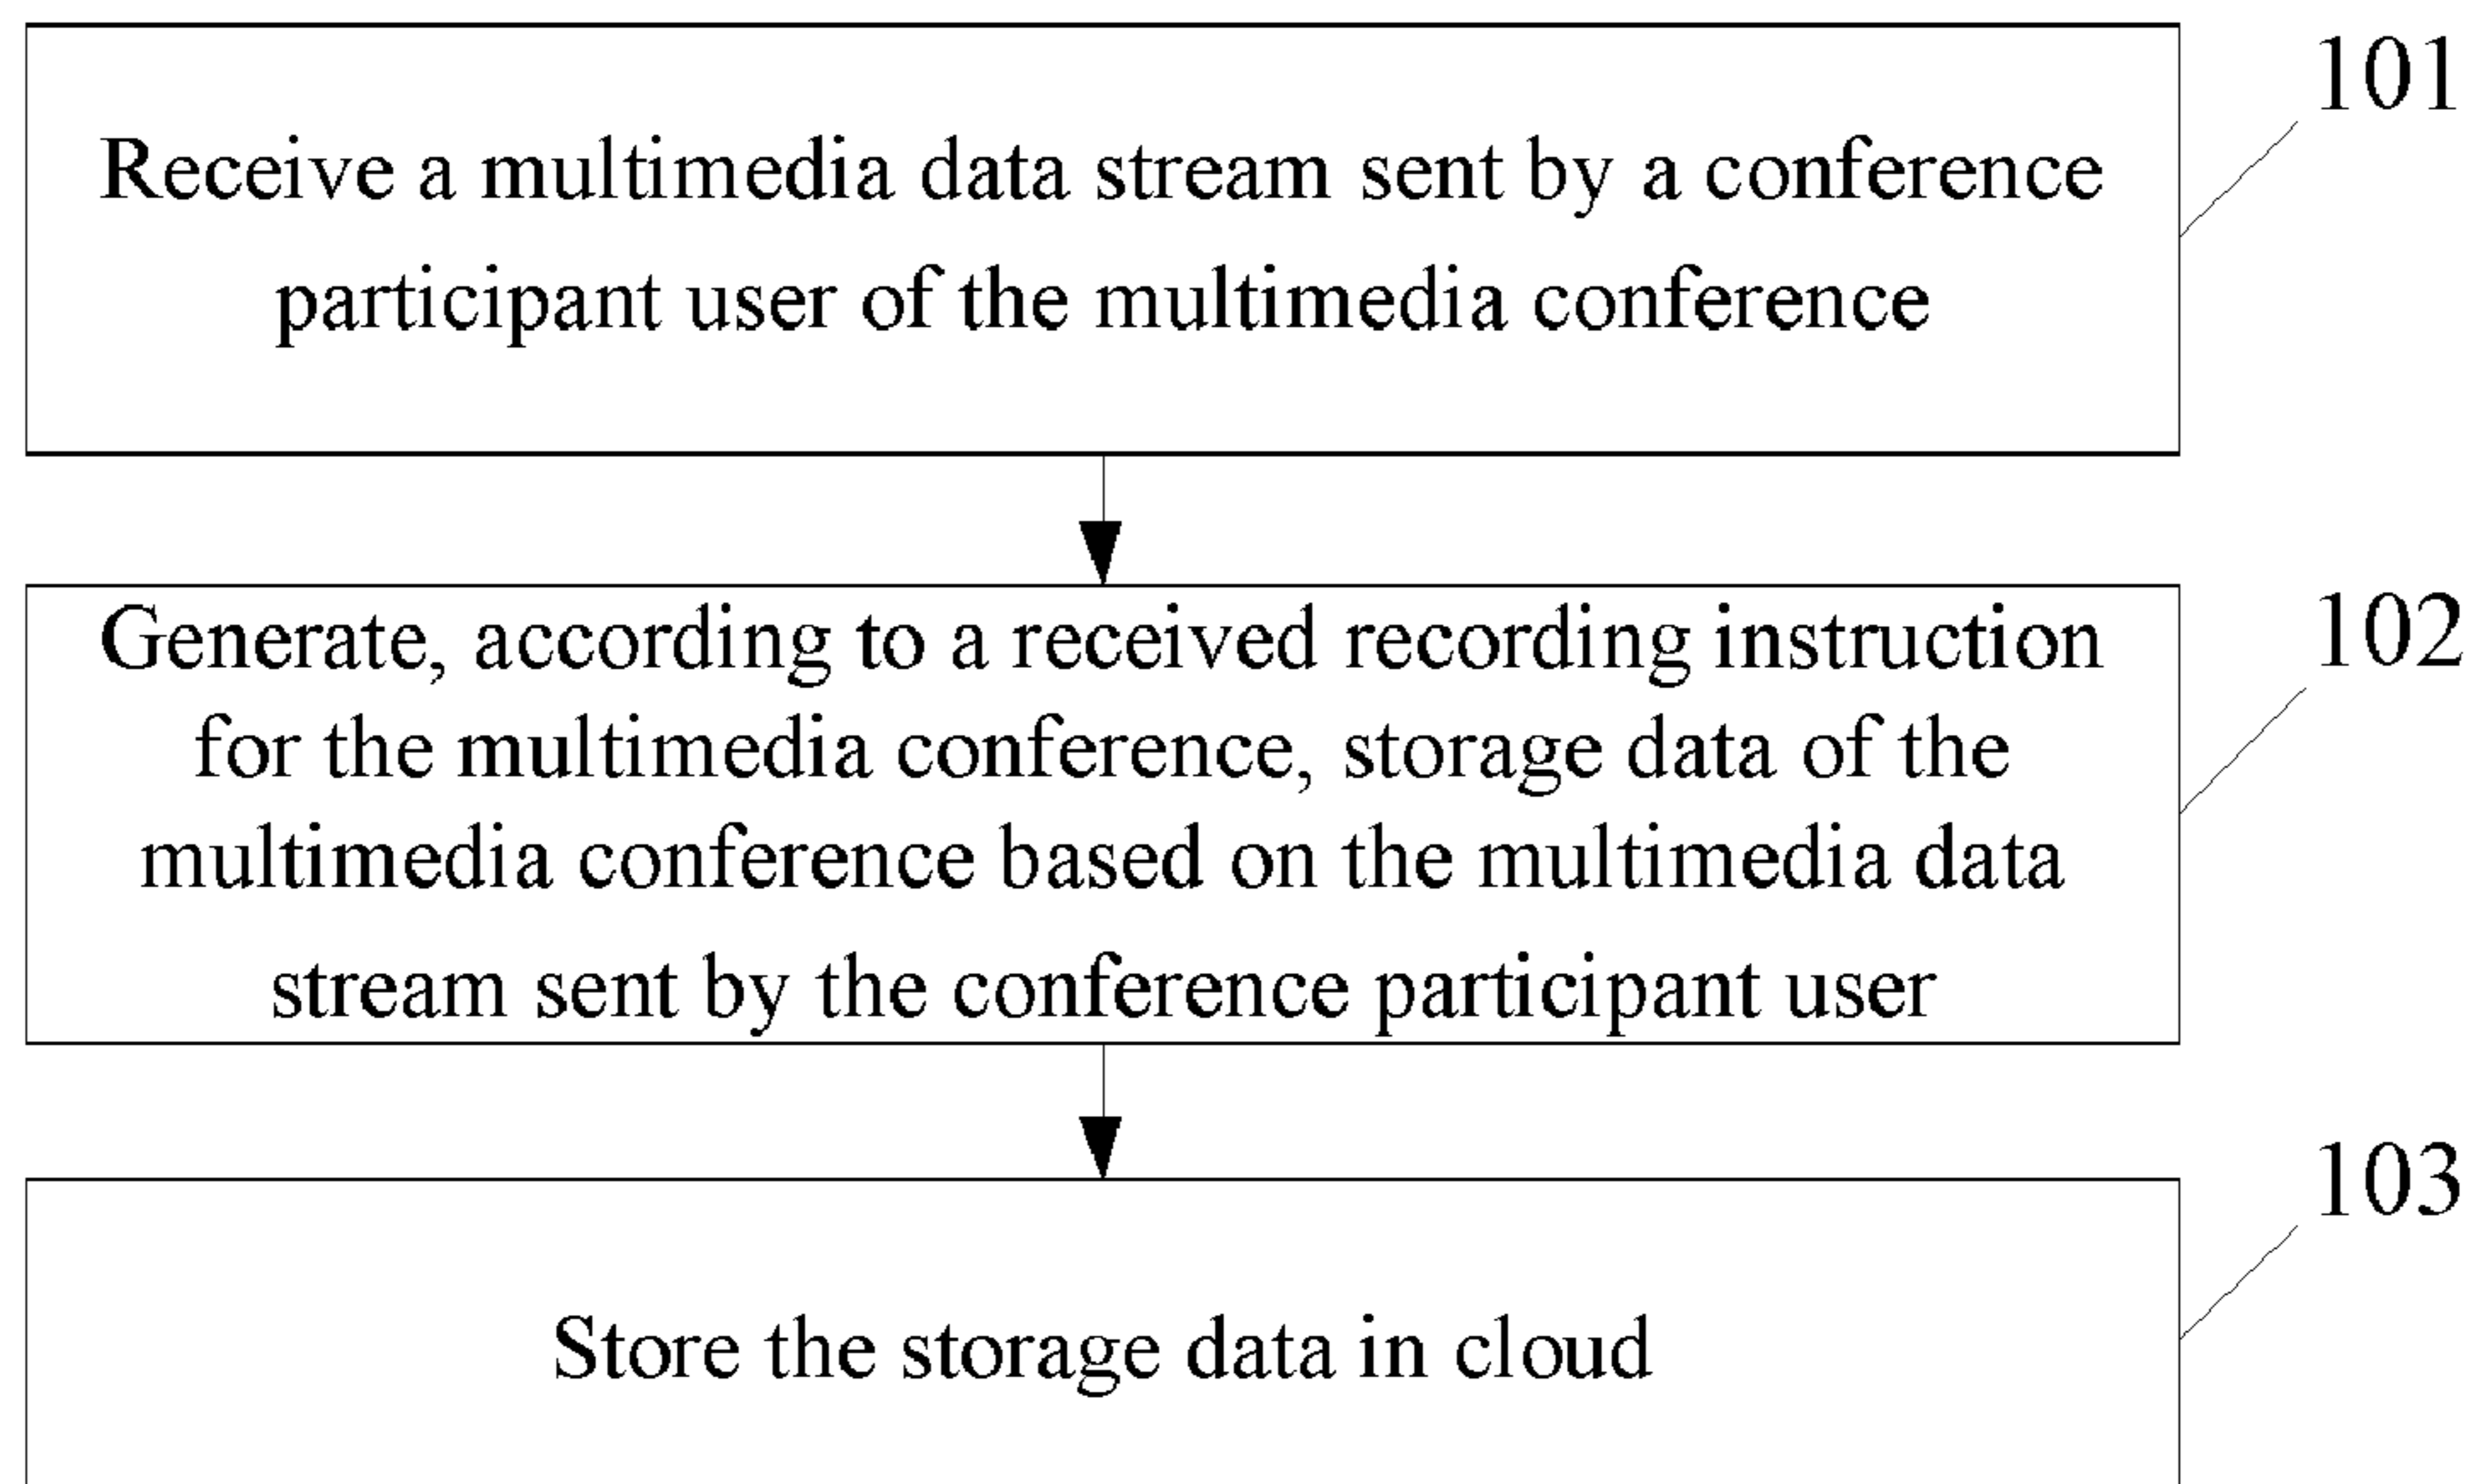 101
Receive a multimedia data stream sent by a conference
participant user of the multimedia conference
102
Generate, according to a received recording instruction
for the multimedia conference, storage data of the
multimedia conference based on the multimedia data
stream sent by the conference participant user
103
Store the storage data in cloud